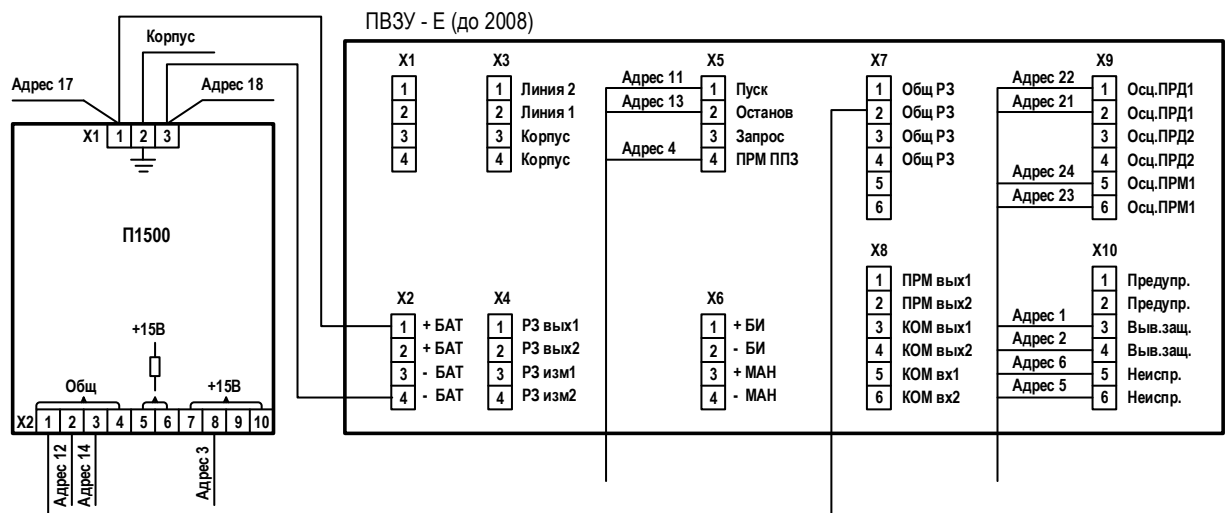 ПВЗУ - Е (до 2008)
Корпус
Адрес 17
Адрес 18
X1 1 2 3
П1500
+15В
Общ
+15В
X2 1 2 3 4 5 6 7 8 9 10
Адрес 12
Адрес 14
Адрес 3
X1
1
2
3
4
X3
1 Линия 2
2 Линия 1
3 Корпус
4 Корпус
X5
Адрес 11 1 Пуск
Адрес 13 2 Останов
3 Запрос
Адрес 4 4 ПРМ ППЗ
X7
1 Общ РЗ
2 Общ РЗ
3 Общ РЗ
4 Общ РЗ
5
6
X9
Адрес 22 1 Осц.ПРД1
Адрес 21 2 Осц.ПРД1
3 Осц.ПРД2
4 Осц.ПРД2
Адрес 24 5 Осц.ПРМ1
Адрес 23 6 Осц.ПРМ1
X2
1 + БАТ
2 + БАТ
3 - БАТ
4 - БАТ
X4
1 РЗ вых1
2 РЗ вых2
3 РЗ изм1
4 РЗ изм2
X6
1 + БИ
2 - БИ
3 + МАН
4 - МАН
X8
1 ПРМ вых1
2 ПРМ вых2
3 КОМ вых1
4 КОМ вых2
5 КОМ вх1
6 КОМ вх2
X10
1 Предупр.
2 Предупр.
Адрес 1 3 Выв.защ.
Адрес 2 4 Выв.защ.
Адрес 6 5 Неиспр.
Адрес 5 6 Неиспр.